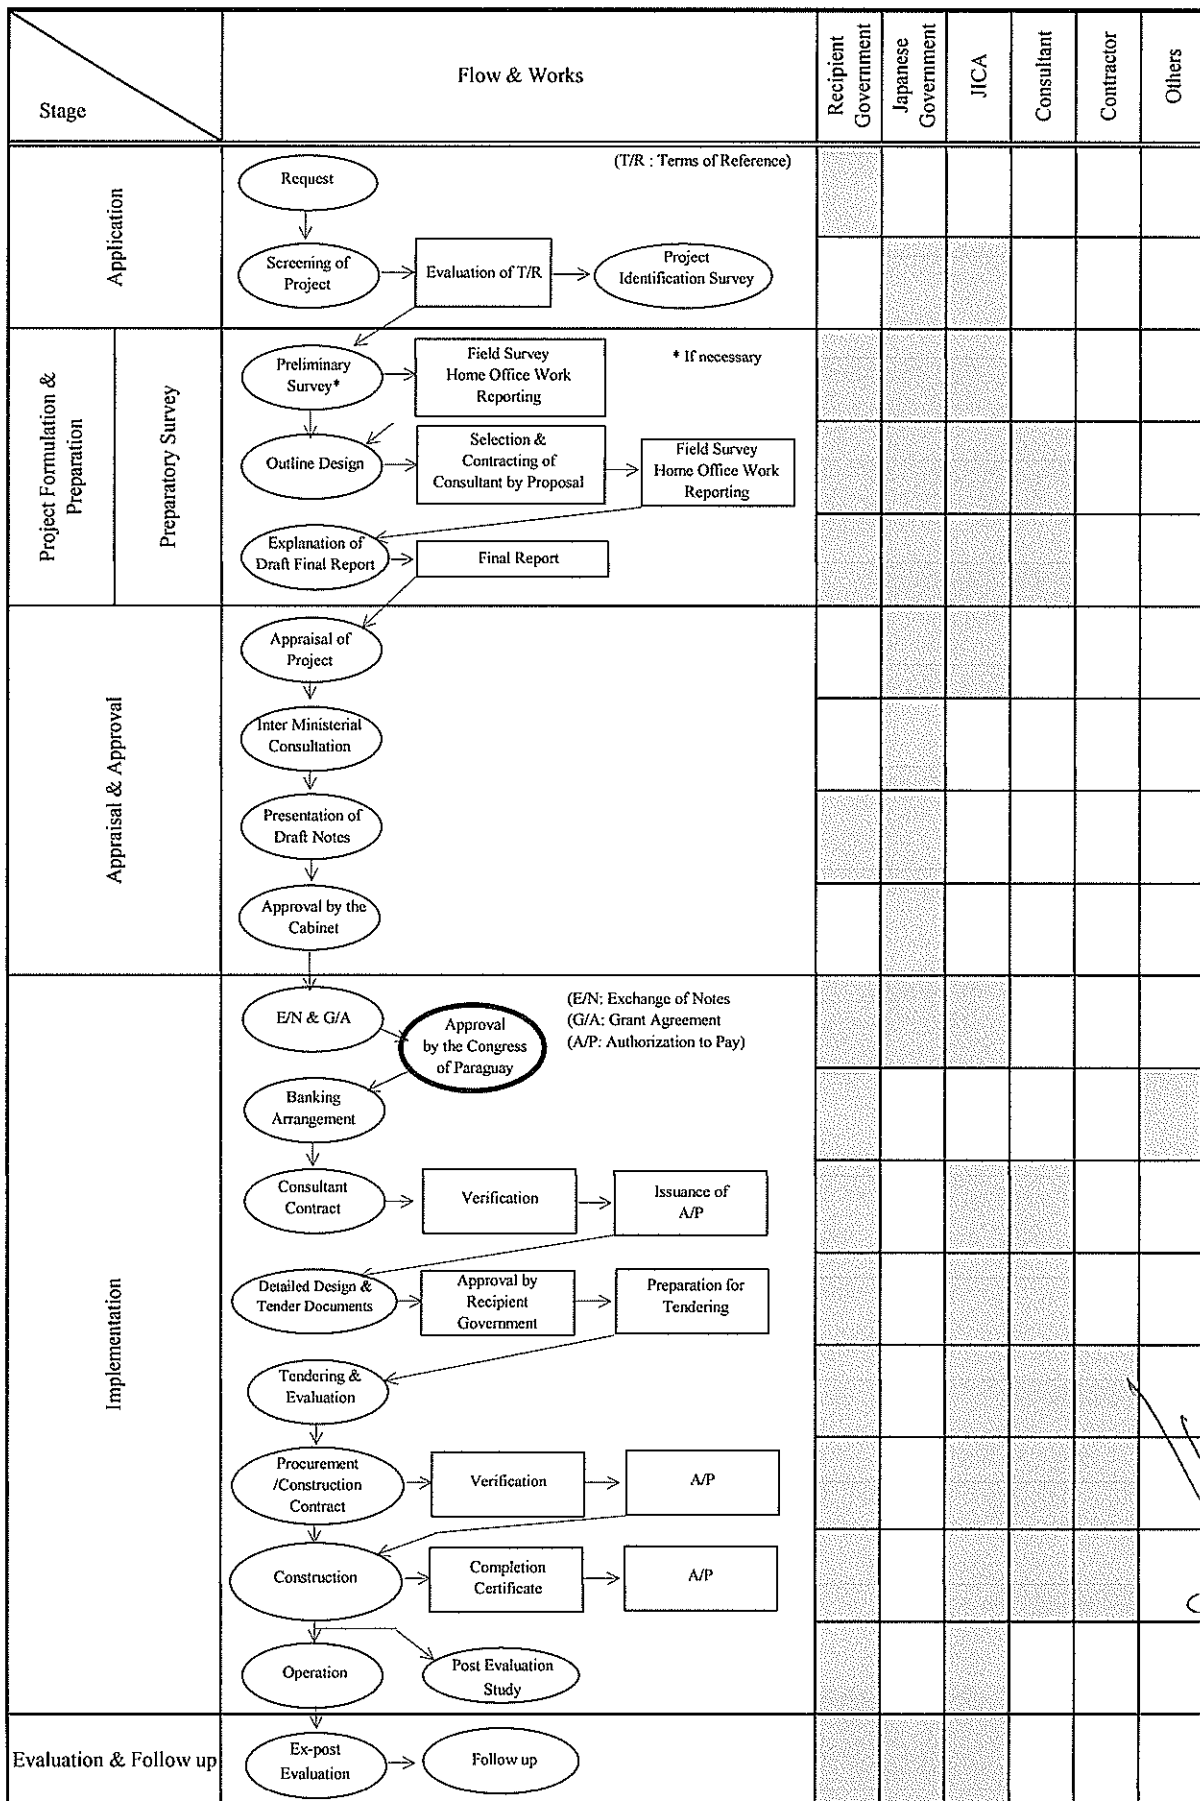 Stage
Flow & Works
Recipient
Government
Japanese
Government
JICA
Consultant
Contractor
Others
Application
(T/R : Terms of Reference)
Request
Screening of
Project
Evaluation of T/R
Project
Identification Survey
Project Formulation &
Preparation
Preparatory Survey
Preliminary
Survey*
Field Survey
Home Office Work
Reporting
* If necessary
Outline Design
Selection &
Contracting of
Consultant by Proposal
Field Survey
Home Office Work
Reporting
Explanation of
Draft Final Report
Final Report
Appraisal & Approval
Appraisal of
Project
Inter Ministerial
Consultation
Presentation of
Draft Notes
Approval by the
Cabinet
Implementation
E/N & G/A
Approval
by the Congress
of Paraguay
(E/N: Exchange of Notes
(G/A: Grant Agreement
(A/P: Authorization to Pay)
Banking
Arrangement
Consultant
Contract
Verification
Issuance of
A/P
Detailed Design &
Tender Documents
Approval by
Recipient
Government
Preparation for
Tendering
Tendering &
Evaluation
Procurement
/Construction
Contract
Verification
A/P
Construction
Completion
Certificate
A/P
Operation
Post Evaluation
Study
Evaluation & Follow up
Ex-post
Evaluation
Follow up